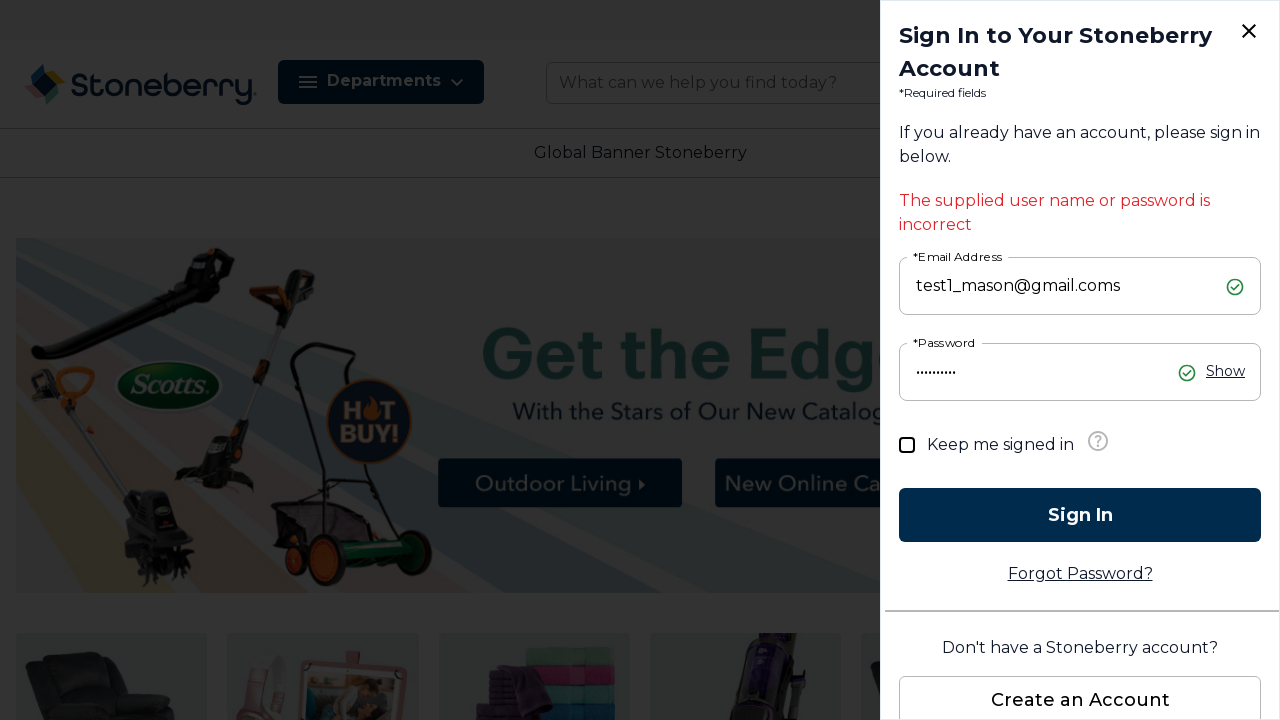 Sign In to Your Stoneberry
Account
*Required fields
If you already have an account, please sign in
below.
The supplied user name or password is
incorrect
*Email Address
test1_mason@gmail.coms
*Password
••••••••••
Show
Keep me signed in
Sign In
Forgot Password?
Don't have a Stoneberry account?
Create an Account
Stoneberry
Departments
What can we help you find today?
Global Banner Stoneberry
Scotts
HOT
BUY!
Get the Edge
With the Stars of Our New Catalog
Outdoor Living
New Online Ca